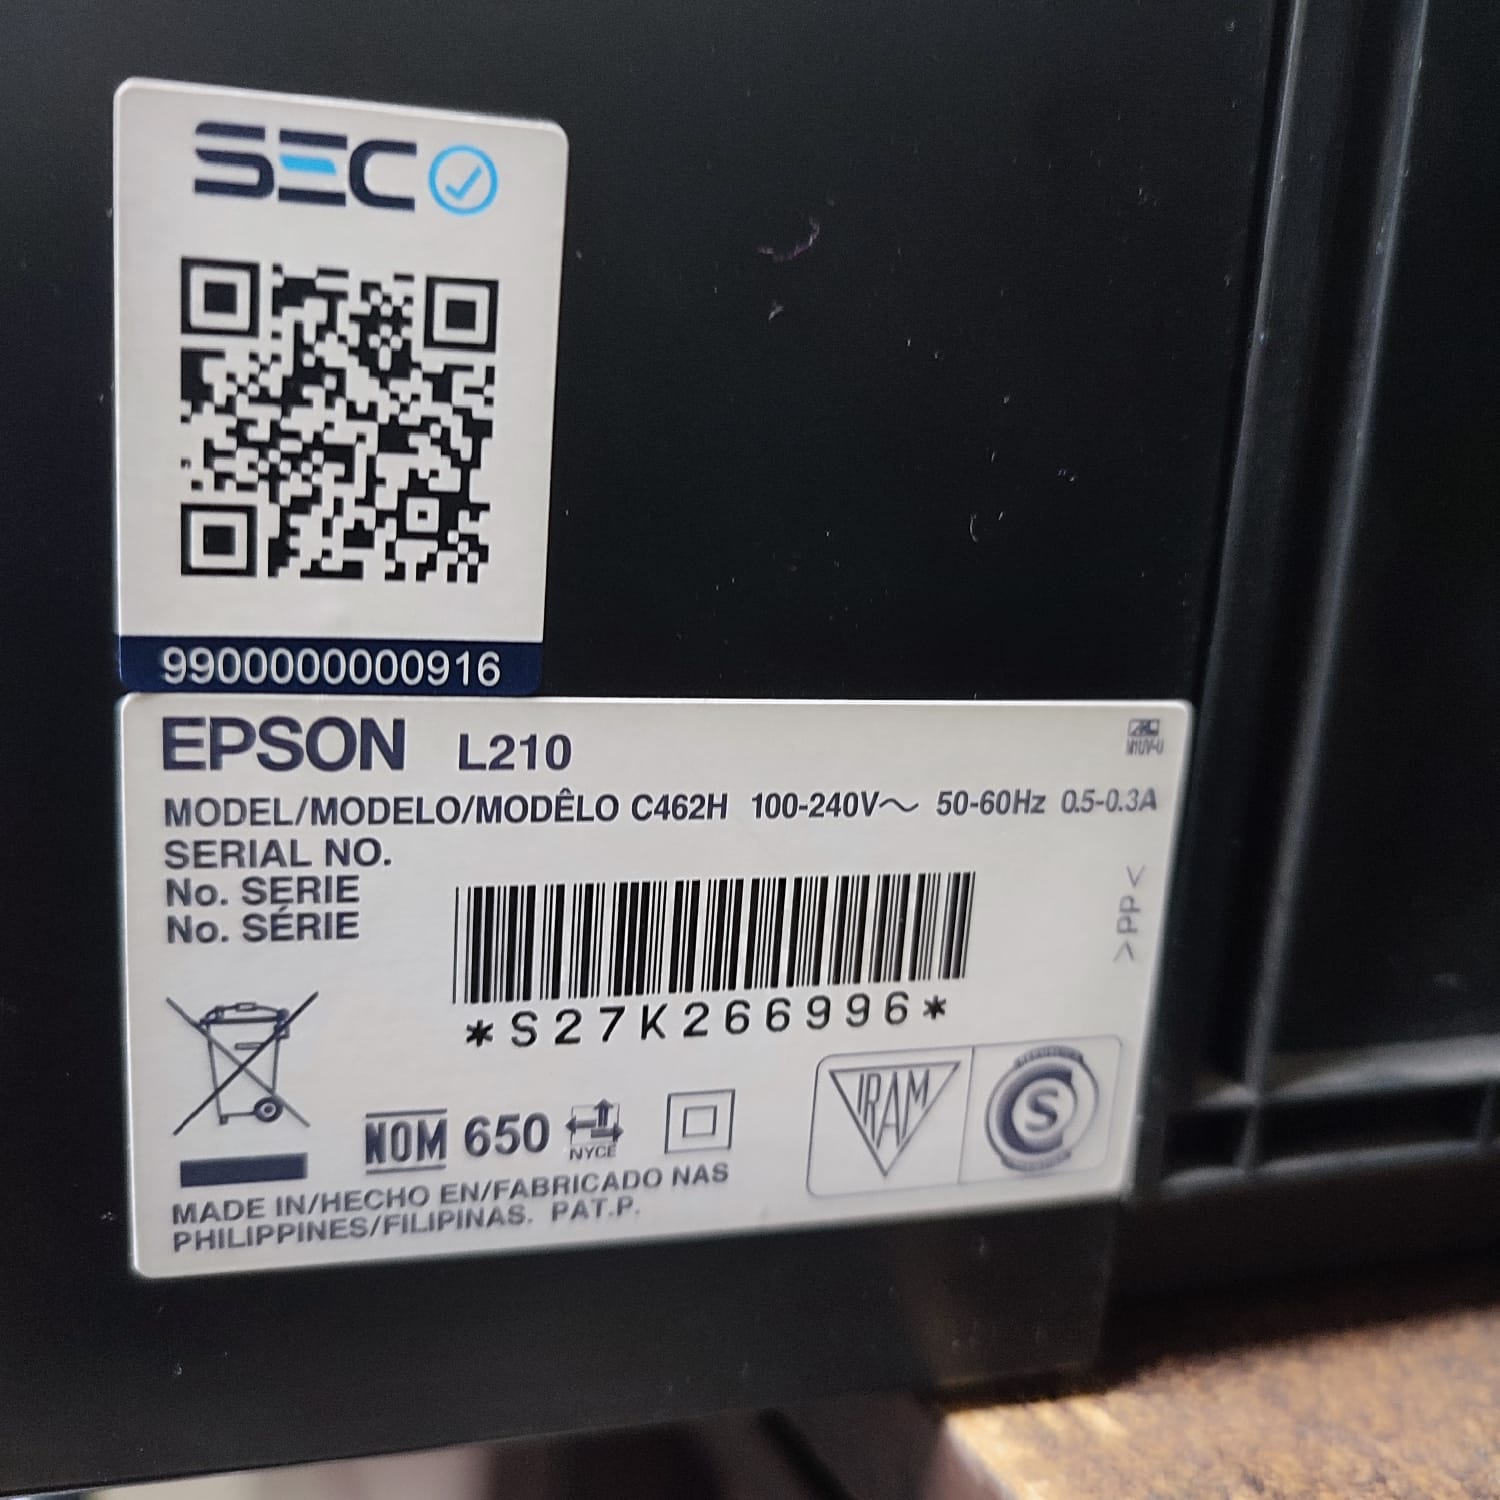 SEC
9900000000916
EPSON L210
MODEL/MODELO/MODÊLO C462H 100-240V～ 50-60Hz 0.5-0.3A
SERIAL NO.
No. SERIE
No. SÉRIE
*S27K266996*
>PP<
NOM 650 NYCE
IRAM
S
MADE IN/HECHO EN/FABRICADO NAS
PHILIPPINES/FILIPINAS. PAT.P.